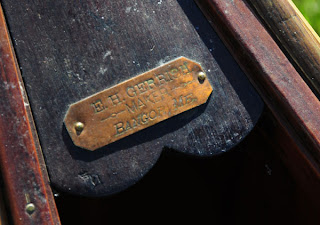 E. H. GERRISH
MAKER
BANGOR, ME.